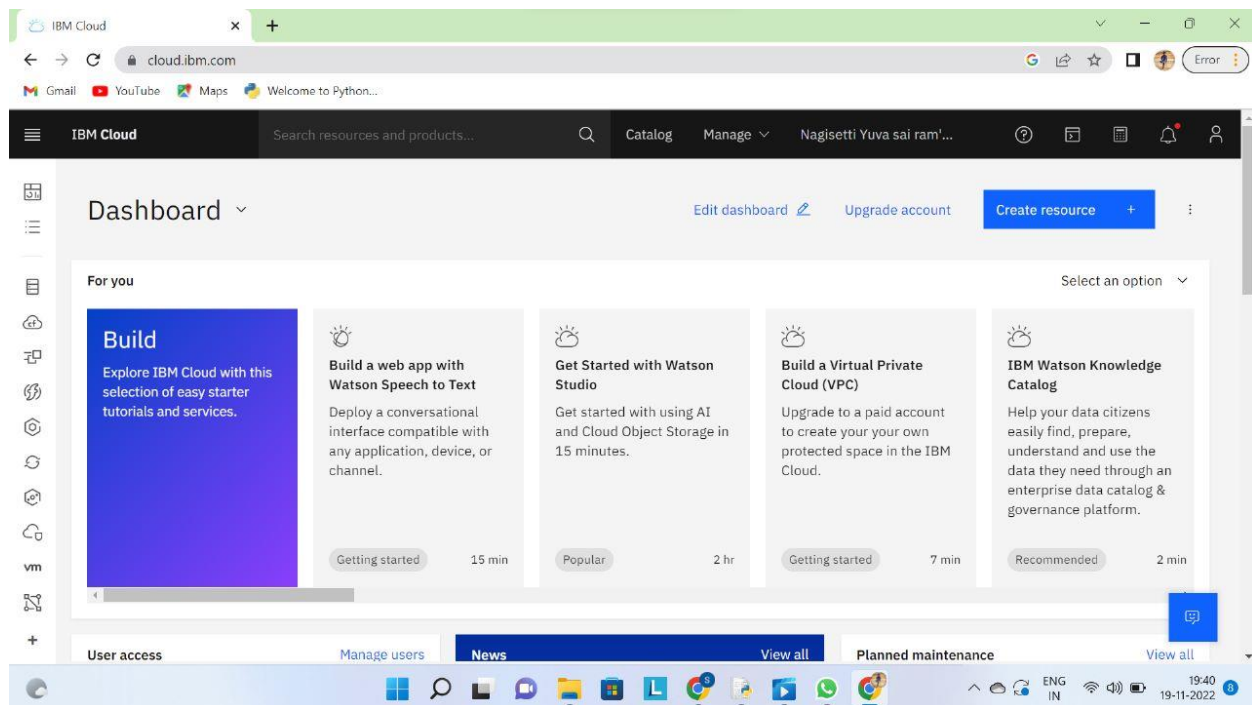 IBM Cloud
cloud.ibm.com
Error
Gmail YouTube Maps Welcome to Python...
IBM Cloud Search resources and products... Catalog Manage Nagisetti Yuva sai ram'...
Dashboard Edit dashboard Upgrade account Create resource +
For you Select an option
Build
Explore IBM Cloud with this
selection of easy starter
tutorials and services.
Build a web app with
Watson Speech to Text
Deploy a conversational
interface compatible with
any application, device, or
channel.
Getting started 15 min
Get Started with Watson
Studio
Get started with using AI
and Cloud Object Storage in
15 minutes.
Popular 2 hr
Build a Virtual Private
Cloud (VPC)
Upgrade to a paid account
to create your your own
protected space in the IBM
Cloud.
Getting started 7 min
IBM Watson Knowledge
Catalog
Help your data citizens
easily find, prepare,
understand and use the
data they need through an
enterprise data catalog &
governance platform.
Recommended 2 min
vm
User access Manage users
News View all
Planned maintenance View all
ENG
IN
19:40
19-11-2022
8